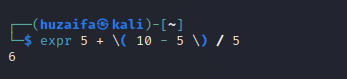 ┌──(huzaifa㉿kali)-[~]
└─$ expr 5 + \( 10 - 5 \) / 5
6